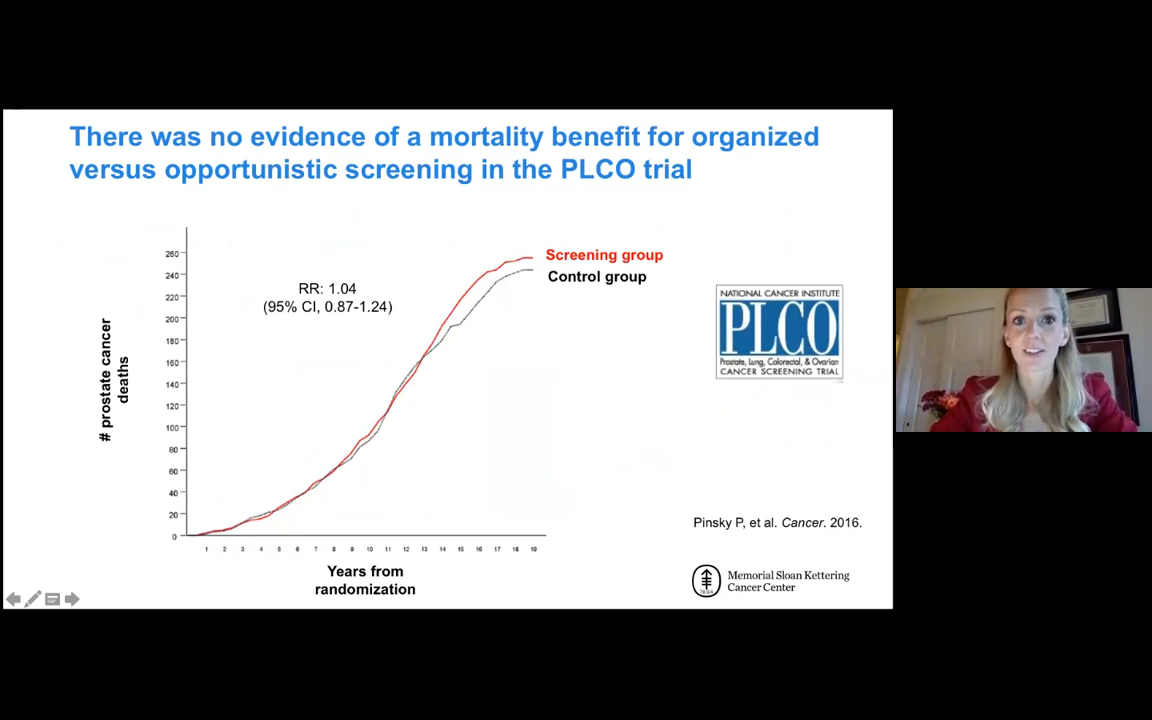 There was no evidence of a mortality benefit for organized
versus opportunistic screening in the PLCO trial
260
240
220
200
180
160
140
120
100
80
60
40
20
0
# prostate cancer
deaths
RR: 1.04
(95% CI, 0.87-1.24)
Screening group
Control group
1 2 3 4 5 6 7 8 9 10 11 12 13 14 15 16 17 18 19
Years from
randomization
NATIONAL CANCER INSTITUTE
PLCO
Prostate, Lung, Colorectal, & Ovarian
CANCER SCREENING TRIAL
Pinsky P, et al. Cancer. 2016.
Memorial Sloan Kettering
Cancer Center